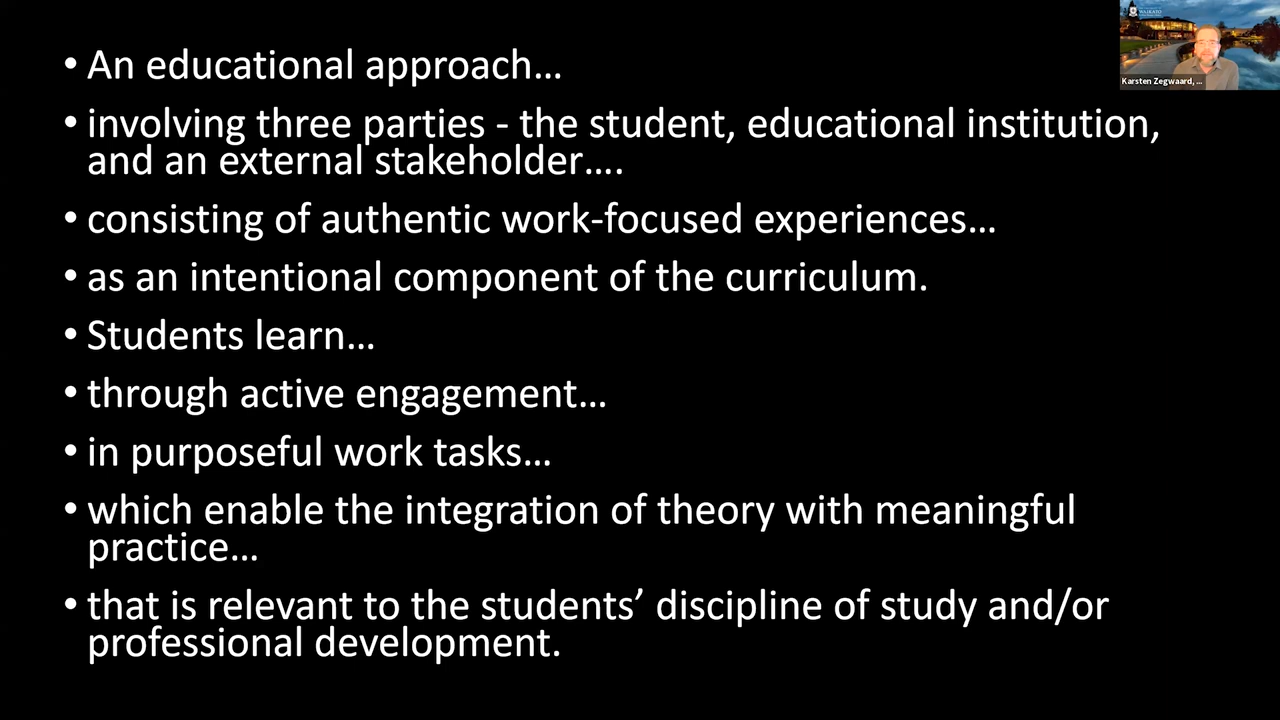 • An educational approach...
• involving three parties - the student, educational institution,
and an external stakeholder....
• consisting of authentic work-focused experiences...
• as an intentional component of the curriculum.
• Students learn...
• through active engagement...
• in purposeful work tasks...
• which enable the integration of theory with meaningful
practice...
• that is relevant to the students’ discipline of study and/or
professional development.
WAIKATO
Karsten Zegwaard, ...